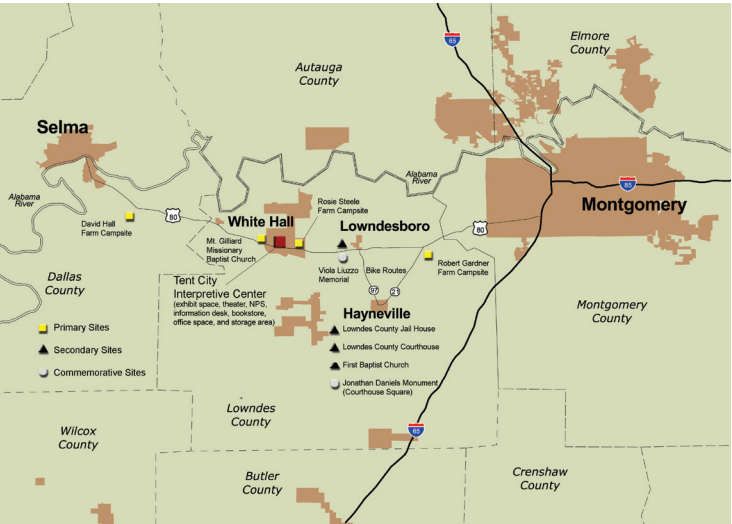 65
Elmore
County
Autauga
County
Selma
Alabama
River
Alabama
River
85
Rosie Steele
Farm Campsite
Montgomery
80
David Hall
Farm Campsite
White Hall
Lowndesboro
80
Mt. Gilliard
Missionary
Baptist Church
Viola Liuzzo
Memorial
Bike Routes
Robert Gardner
Farm Campsite
Dallas
County
Tent City
Interpretive Center
(exhibit space, theater, NPS,
information desk, bookstore,
office space, and storage area)
97
21
Montgomery
County
Hayneville
Primary Sites
Secondary Sites
Commemorative Sites
Lowndes County Jail House
Lowndes County Courthouse
First Baptist Church
Jonathan Daniels Monument
(Courthouse Square)
Lowndes
County
65
Wilcox
County
Butler
County
Crenshaw
County